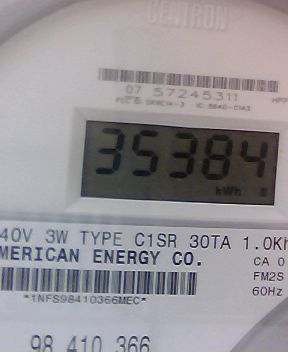 CENTRON
07 57245311
35384
kWh
40V 3W TYPE C1SR 30TA 1.0Kh
MERICAN ENERGY CO.
CA 0
FM2S
60Hz
*1NFS98410366MEC*
98 410 366